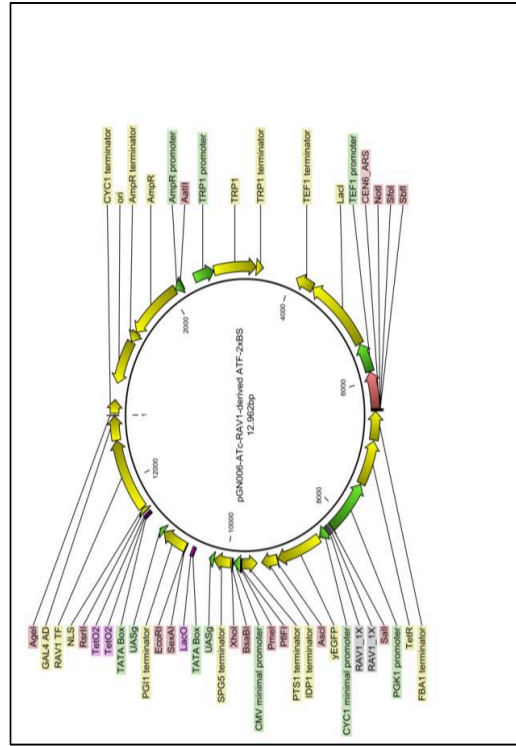 CYC1 terminator
ori
AmpR terminator
AmpR
AmpR promoter
AatII
TRP1 promoter
TRP1
TRP1 terminator
TEF1 terminator
LacI
TEF1 promoter
CEN6_ARS
NotI
SfoI
SbfI
1
2000
4000
6000
8000
10000
12000
pGN006-ATc-RAV1-derived ATF-2xBS
12.962bp
AgeI
GAL4 AD
RAV1 TF
NLS
RsrII
TetO2
TetO2
TATA Box
UASg
PGI1 terminator
EcoRI
SexAI
LacO
TATA Box
UASg
SPG5 terminator
XhoI
BsaBI
CMV minimal promoter
PmeI
PflFI
PTS1 terminator
IDP1 terminator
AscI
yEGFP
CYC1 minimal promoter
RAV1_1X
RAV1_1X
SalI
PGK1 promoter
TetR
FBA1 terminator